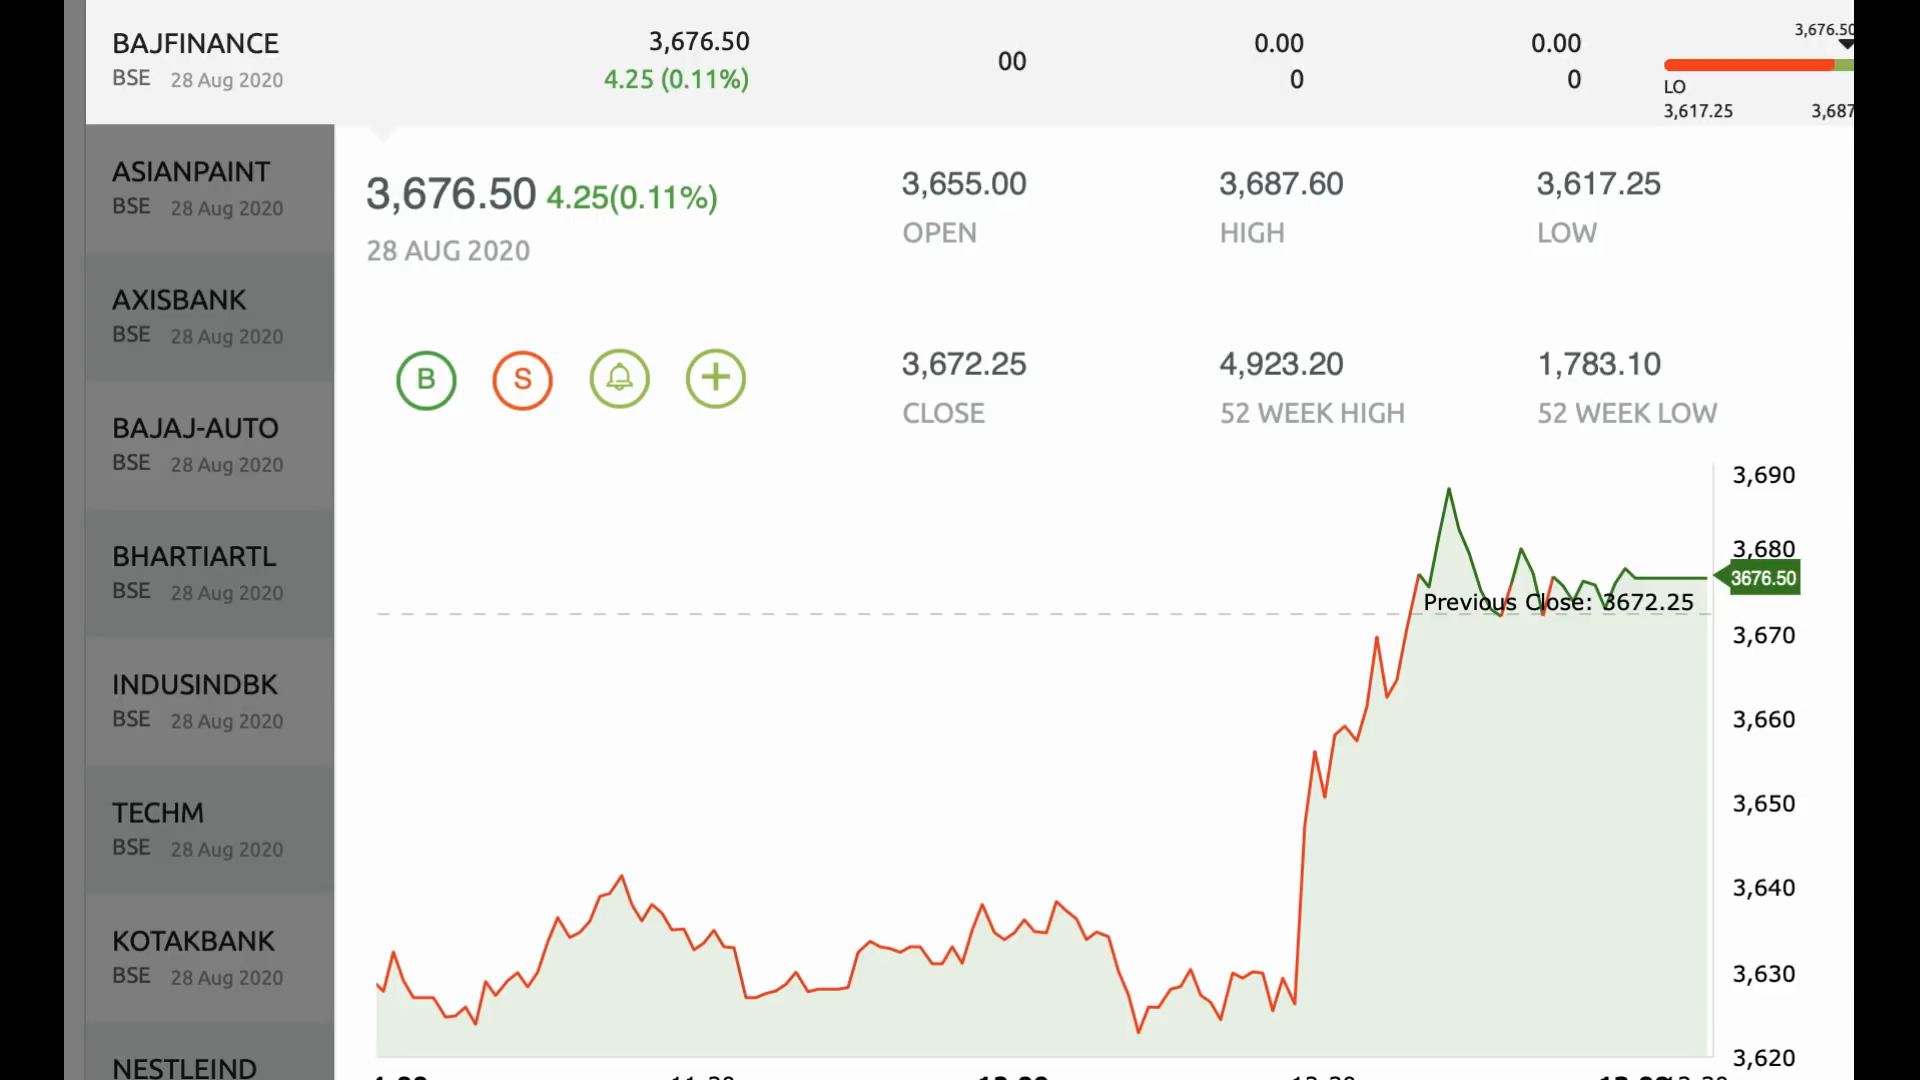 BAJFINANCE
BSE 28 Aug 2020
3,676.50
4.25 (0.11%)
00
0.00
0
0.00
0
3,676.50
LO
3,617.25 3,687
ASIANPAINT
BSE 28 Aug 2020
AXISBANK
BSE 28 Aug 2020
BAJAJ-AUTO
BSE 28 Aug 2020
BHARTIARTL
BSE 28 Aug 2020
INDUSINDBK
BSE 28 Aug 2020
TECHM
BSE 28 Aug 2020
KOTAKBANK
BSE 28 Aug 2020
NESTLEIND
3,676.50 4.25(0.11%)
28 AUG 2020
B S
3,655.00
OPEN
3,687.60
HIGH
3,617.25
LOW
3,672.25
CLOSE
4,923.20
52 WEEK HIGH
1,783.10
52 WEEK LOW
3,690
3,680
3676.50
Previous Close: 3672.25
3,670
3,660
3,650
3,640
3,630
3,620